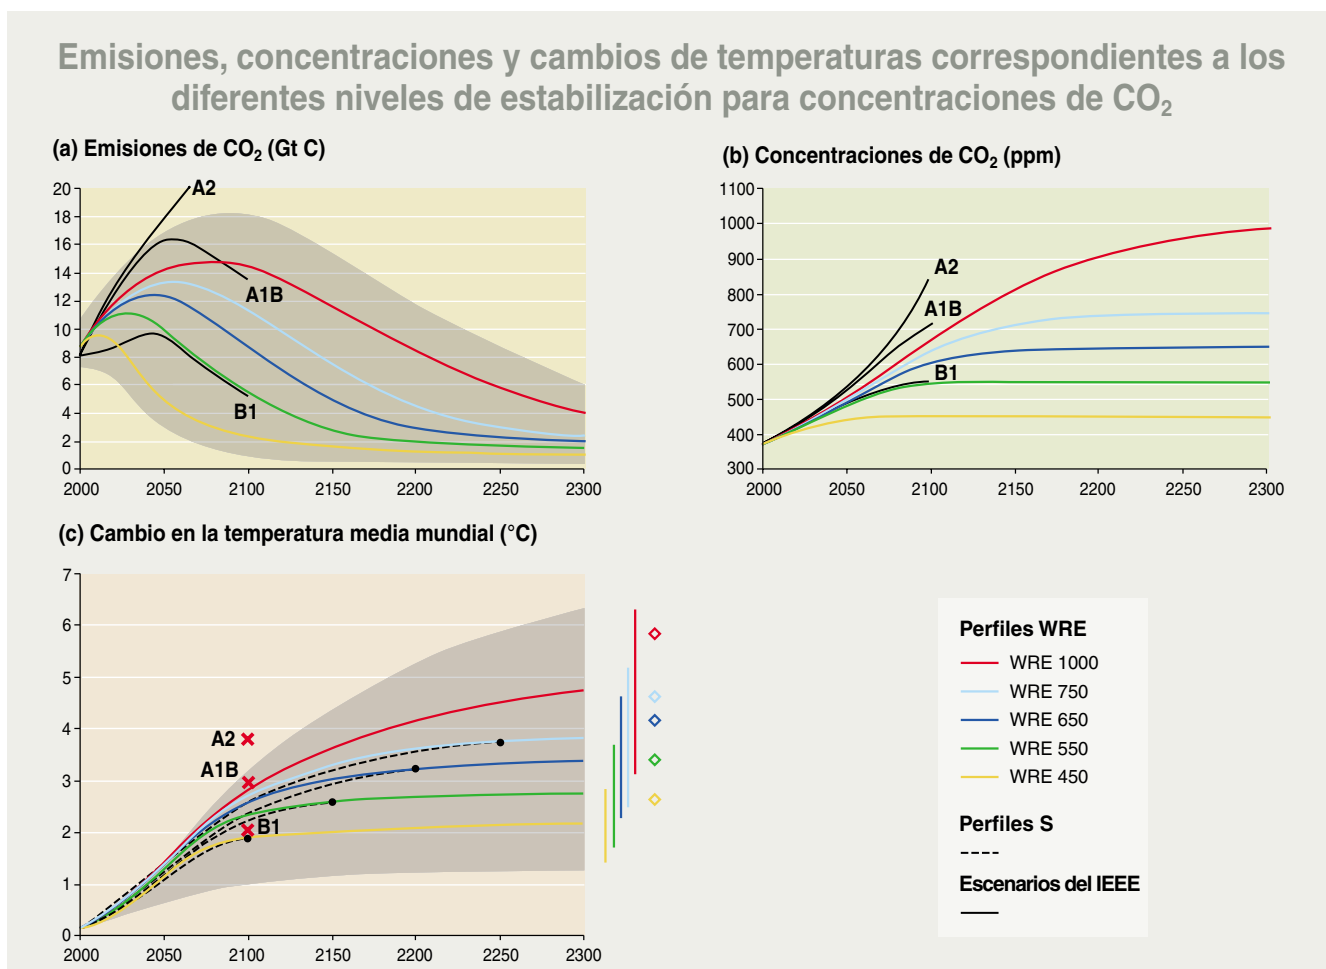 Emisiones, concentraciones y cambios de temperaturas correspondientes a los
diferentes niveles de estabilización para concentraciones de CO₂
(a) Emisiones de CO₂ (Gt C)
20
18
16
14
12
10
8
6
4
2
0
2000 2050 2100 2150 2200 2250 2300
A2
A1B
B1
(b) Concentraciones de CO₂ (ppm)
1100
1000
900
800
700
600
500
400
300
2000 2050 2100 2150 2200 2250 2300
A2
A1B
B1
(c) Cambio en la temperatura media mundial (°C)
7
6
5
4
3
2
1
0
2000 2050 2100 2150 2200 2250 2300
A2
A1B
B1
Perfiles WRE
WRE 1000
WRE 750
WRE 650
WRE 550
WRE 450
Perfiles S
Escenarios del IEEE